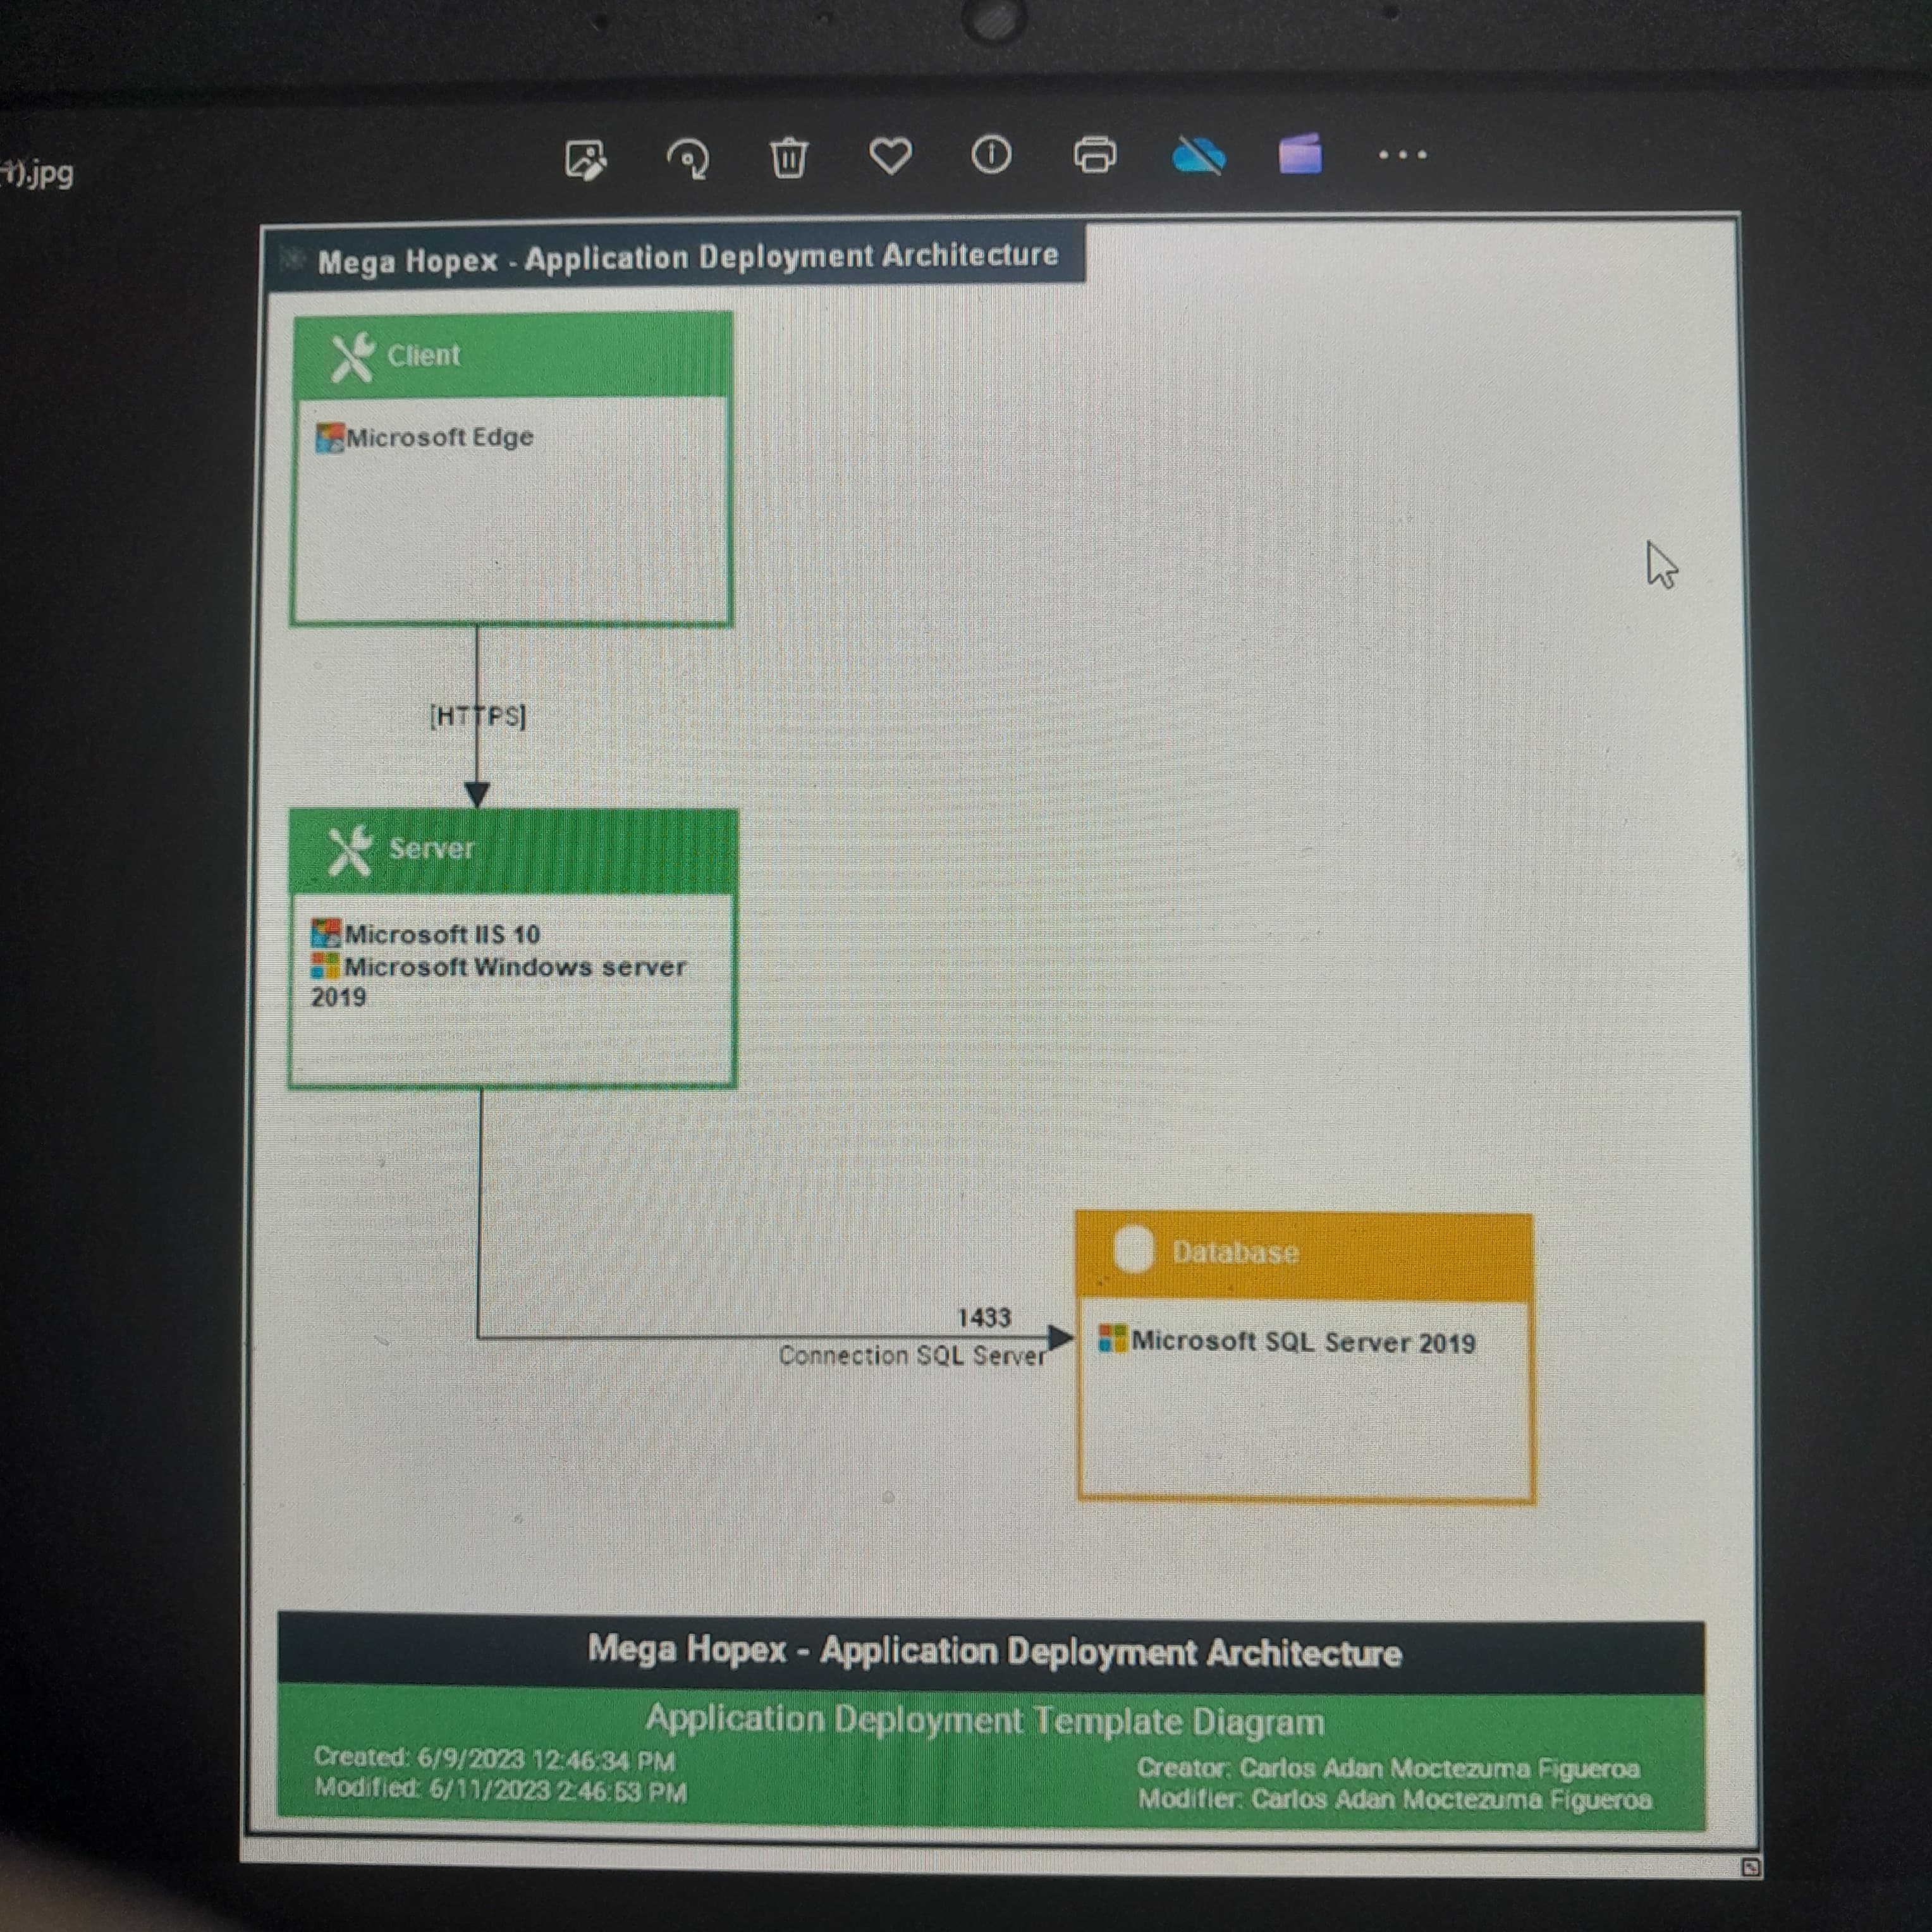 ).jpg
Mega Hopex - Application Deployment Architecture
Client
Microsoft Edge
[HTTPS]
Server
Microsoft IIS 10
Microsoft Windows server
2019
Database
1433
Microsoft SQL Server 2019
Connection SQL Server
Mega Hopex - Application Deployment Architecture
Application Deployment Template Diagram
Created: 6/9/2023 12:46:34 PM
Creator: Carlos Adan Moctezuma Figueroa
Modified: 6/11/2023 2:46:53 PM
Modifier: Carlos Adan Moctezuma Figueroa